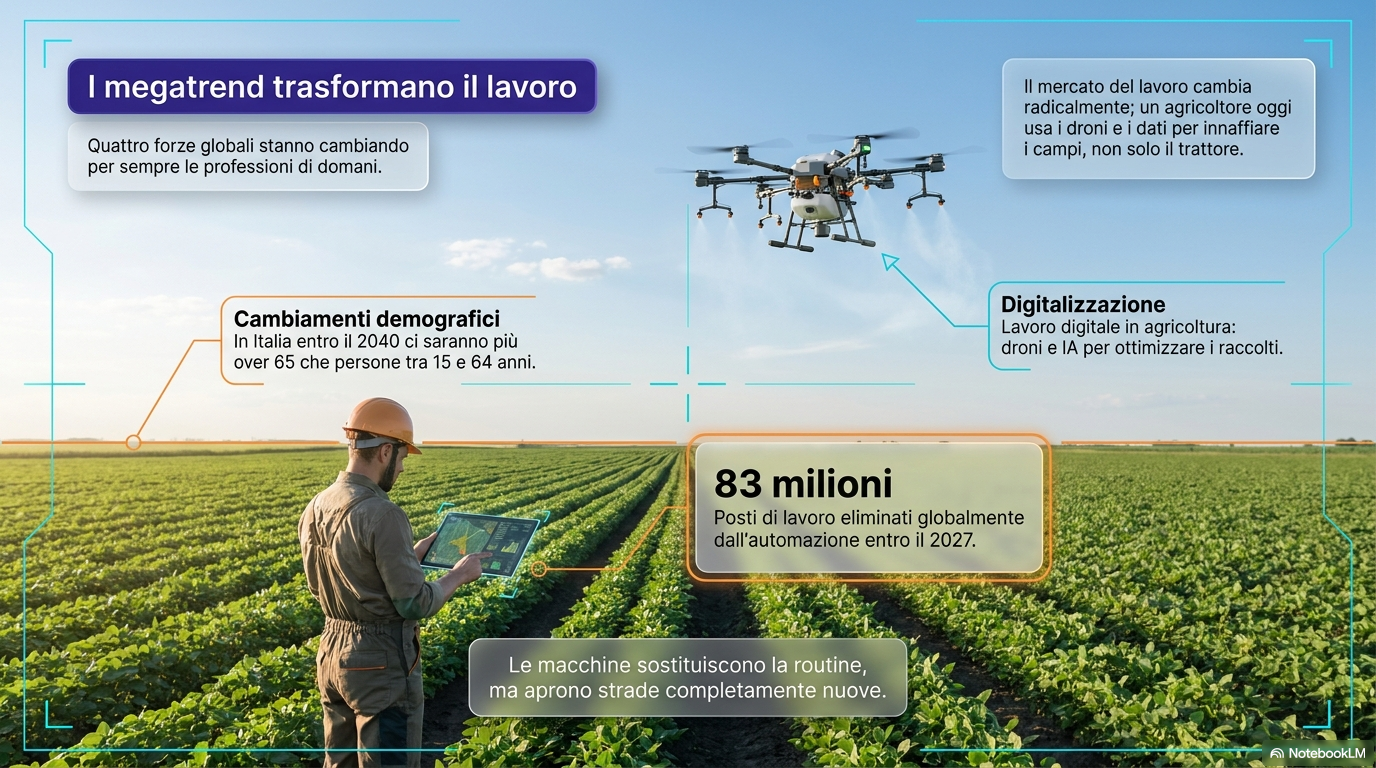 I megatrend trasformano il lavoro
Quattro forze globali stanno cambiando
per sempre le professioni di domani.
Il mercato del lavoro cambia
radicalmente; un agricoltore oggi
usa i droni e i dati per innaffiare
i campi, non solo il trattore.
Cambiamenti demografici
In Italia entro il 2040 ci saranno più
over 65 che persone tra 15 e 64 anni.
Digitalizzazione
Lavoro digitale in agricoltura:
droni e IA per ottimizzare i raccolti.
83 milioni
Posti di lavoro eliminati globalmente
dall'automazione entro il 2027.
Le macchine sostituiscono la routine,
ma aprono strade completamente nuove.
NotebookLM